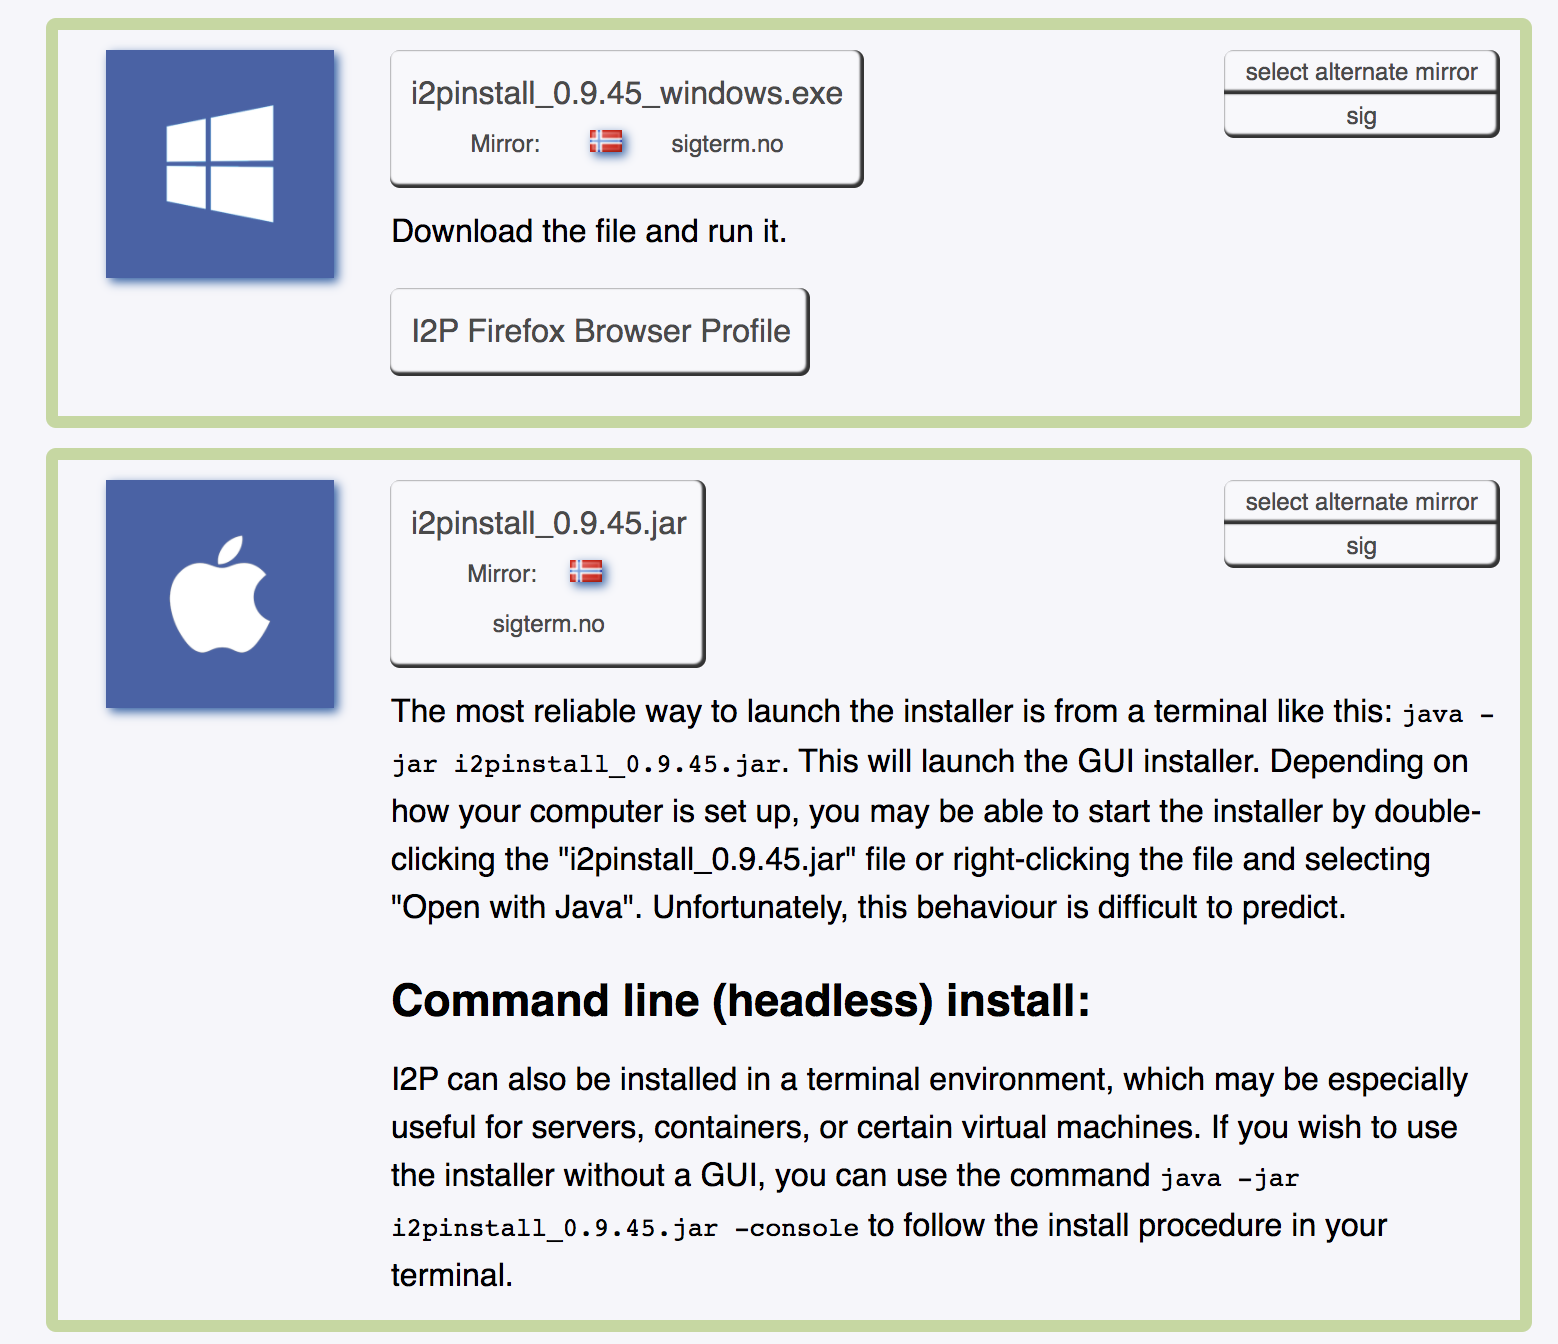 i2pinstall_0.9.45_windows.exe
Mirror: sigterm.no
select alternate mirror
sig
Download the file and run it.
I2P Firefox Browser Profile
i2pinstall_0.9.45.jar
Mirror:
sigterm.no
select alternate mirror
sig
The most reliable way to launch the installer is from a terminal like this: java -
jar i2pinstall_0.9.45.jar. This will launch the GUI installer. Depending on
how your computer is set up, you may be able to start the installer by double-
clicking the "i2pinstall_0.9.45.jar" file or right-clicking the file and selecting
"Open with Java". Unfortunately, this behaviour is difficult to predict.
Command line (headless) install:
I2P can also be installed in a terminal environment, which may be especially
useful for servers, containers, or certain virtual machines. If you wish to use
the installer without a GUI, you can use the command java -jar
i2pinstall_0.9.45.jar -console to follow the install procedure in your
terminal.